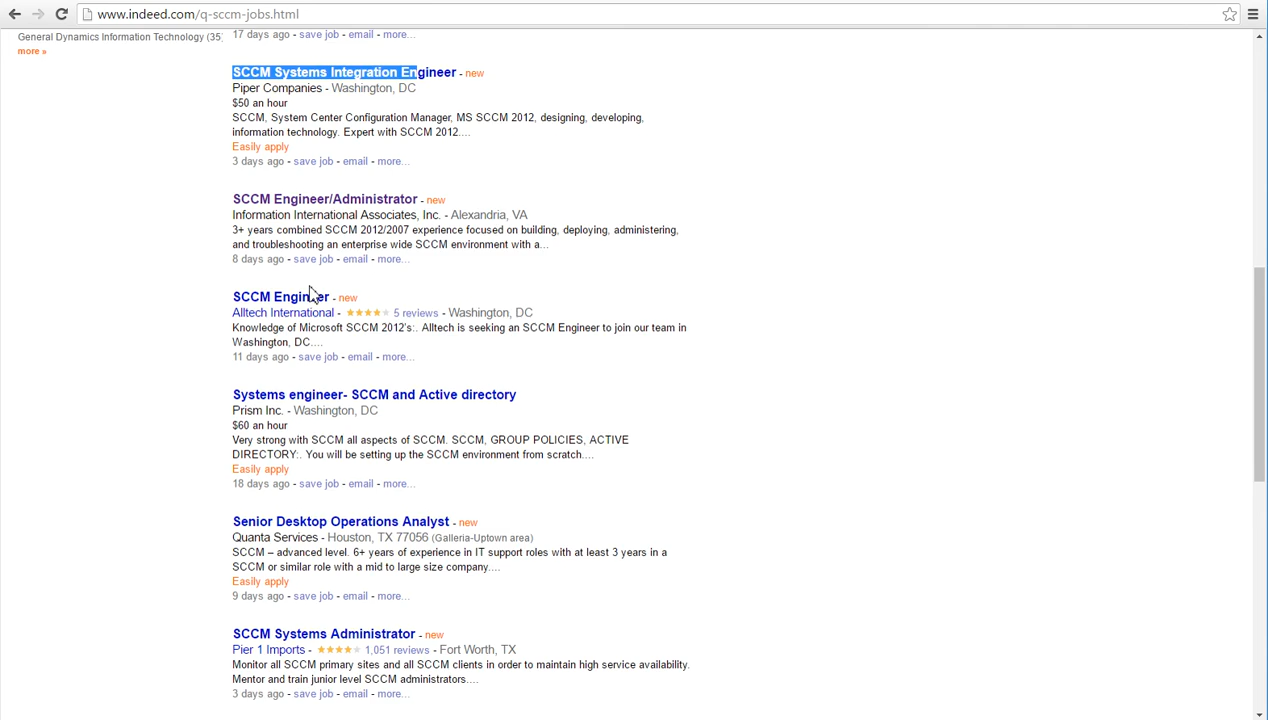 www.indeed.com/q-sccm-jobs.html
General Dynamics Information Technology (35)
more »
17 days ago - save job - email - more...
SCCM Systems Integration Engineer - new
Piper Companies - Washington, DC
$50 an hour
SCCM, System Center Configuration Manager, MS SCCM 2012, designing, developing,
information technology. Expert with SCCM 2012....
Easily apply
3 days ago - save job - email - more...
SCCM Engineer/Administrator - new
Information International Associates, Inc. - Alexandria, VA
3+ years combined SCCM 2012/2007 experience focused on building, deploying, administering,
and troubleshooting an enterprise wide SCCM environment with a...
8 days ago - save job - email - more...
SCCM Engineer - new
Alltech International - 5 reviews - Washington, DC
Knowledge of Microsoft SCCM 2012's:. Alltech is seeking an SCCM Engineer to join our team in
Washington, DC....
11 days ago - save job - email - more...
Systems engineer- SCCM and Active directory
Prism Inc. - Washington, DC
$60 an hour
Very strong with SCCM all aspects of SCCM. SCCM, GROUP POLICIES, ACTIVE
DIRECTORY:. You will be setting up the SCCM environment from scratch....
Easily apply
18 days ago - save job - email - more...
Senior Desktop Operations Analyst - new
Quanta Services - Houston, TX 77056 (Galleria-Uptown area)
SCCM – advanced level. 6+ years of experience in IT support roles with at least 3 years in a
SCCM or similar role with a mid to large size company....
Easily apply
9 days ago - save job - email - more...
SCCM Systems Administrator - new
Pier 1 Imports - 1,051 reviews - Fort Worth, TX
Monitor all SCCM primary sites and all SCCM clients in order to maintain high service availability.
Mentor and train junior level SCCM administrators....
3 days ago - save job - email - more...